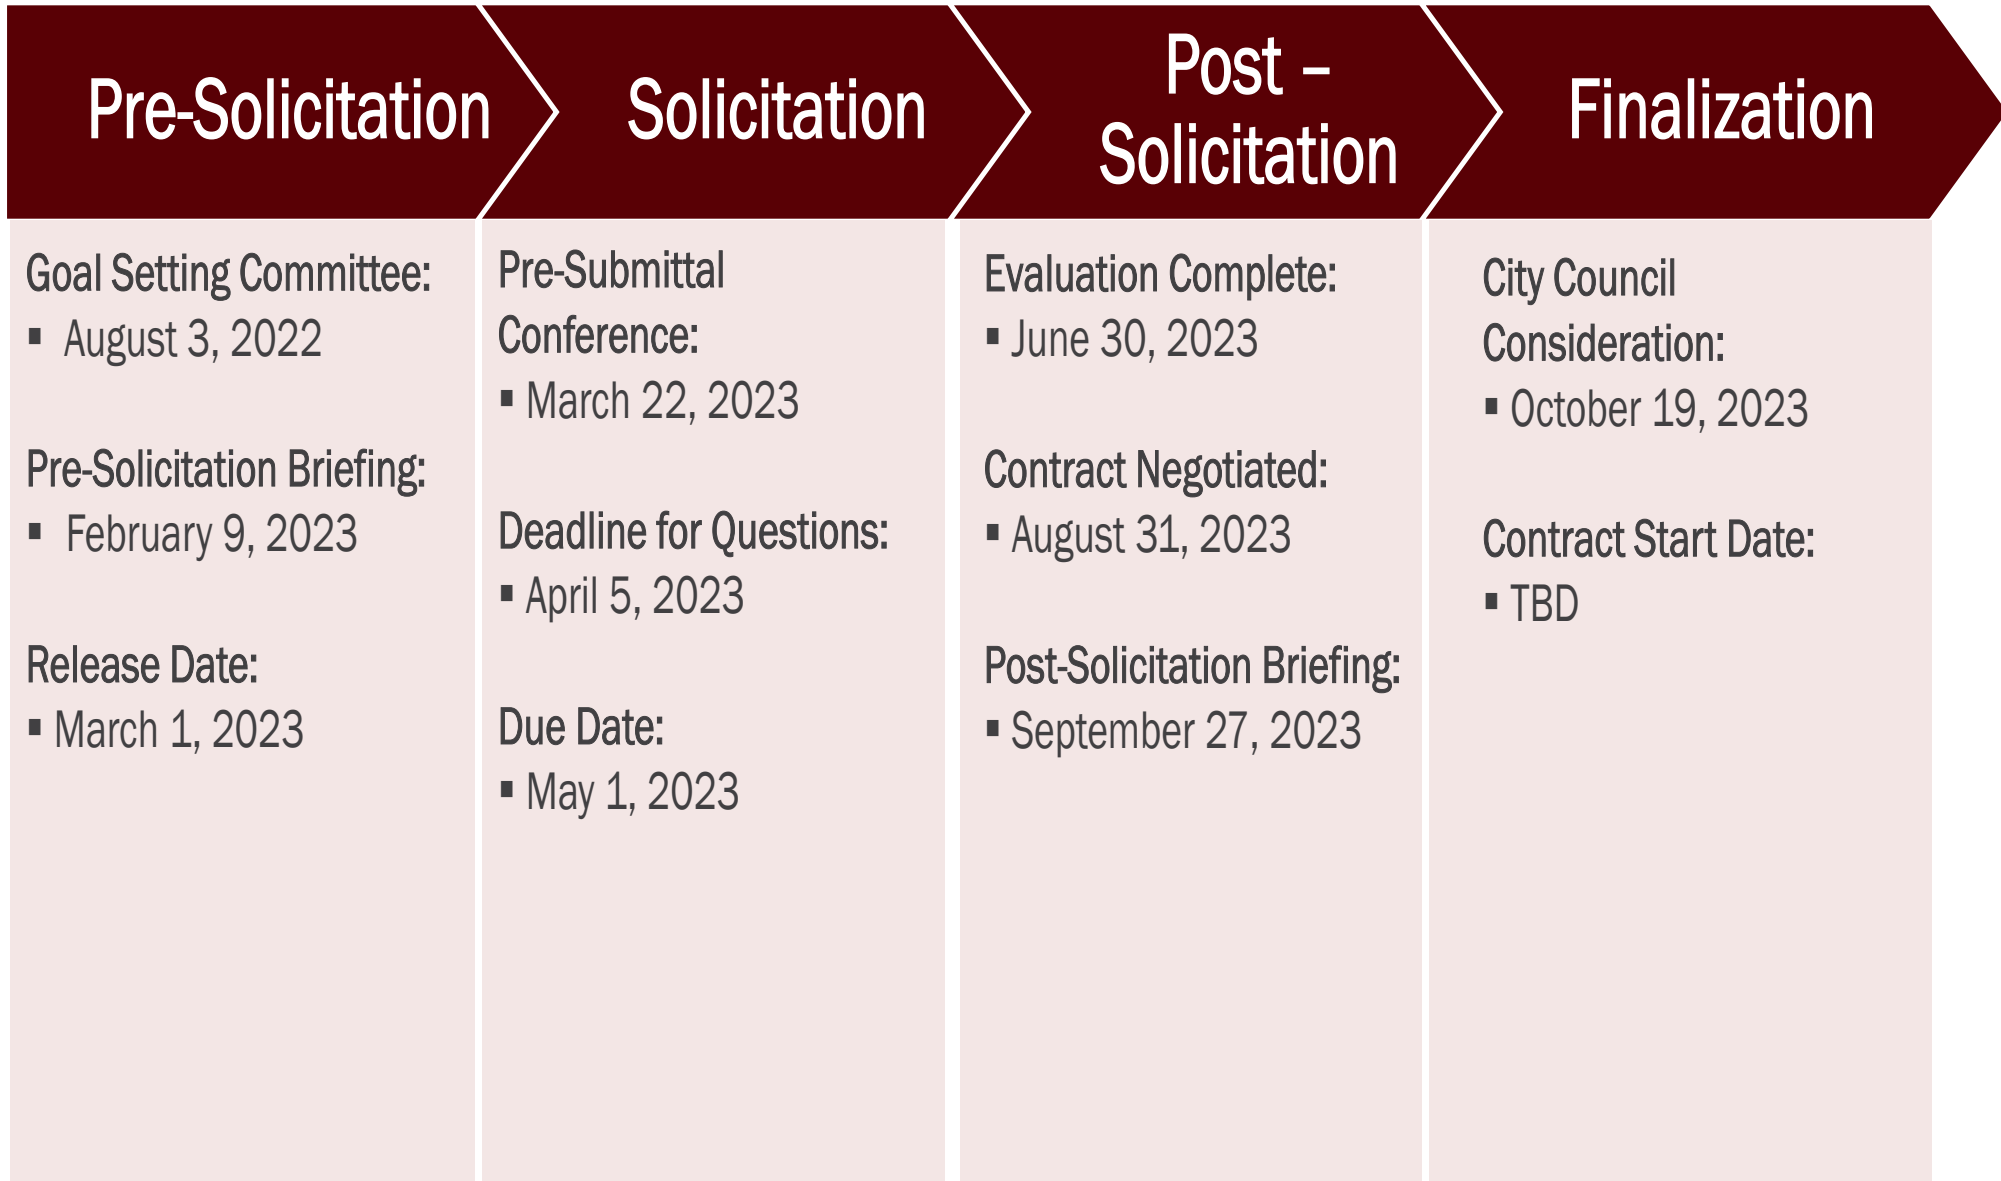 Pre-Solicitation
Solicitation
Post –
Solicitation
Finalization
Goal Setting Committee:
▪ August 3, 2022
Pre-Solicitation Briefing:
▪ February 9, 2023
Release Date:
▪ March 1, 2023
Pre-Submittal
Conference:
▪ March 22, 2023
Deadline for Questions:
▪ April 5, 2023
Due Date:
▪ May 1, 2023
Evaluation Complete:
▪ June 30, 2023
Contract Negotiated:
▪ August 31, 2023
Post-Solicitation Briefing:
▪ September 27, 2023
City Council
Consideration:
▪ October 19, 2023
Contract Start Date:
▪ TBD